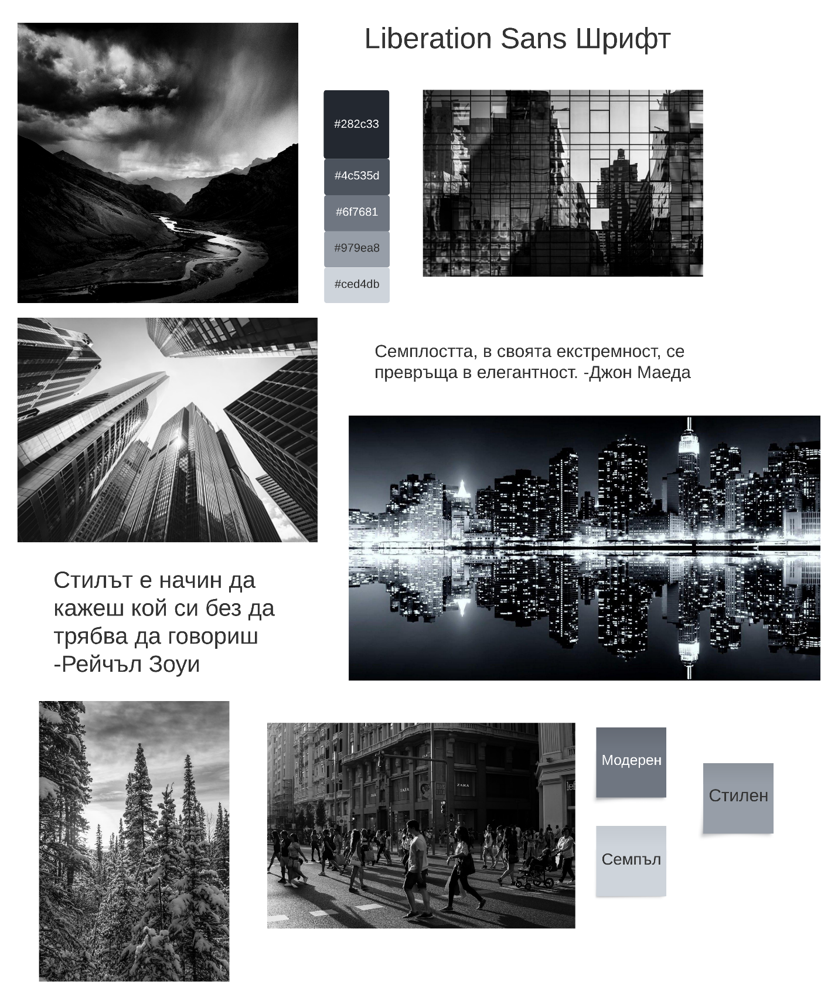 Liberation Sans Шрифт
#282c33
#4c535d
#6f7681
#979ea8
#ced4db
Семплостта, в своята екстремност, се
превръща в елегантност. -Джон Маеда
Стилът е начин да
кажеш кой си без да
трябва да говориш
-Рейчъл Зоуи
ZARA
Модерен
Стилен
Семпъл